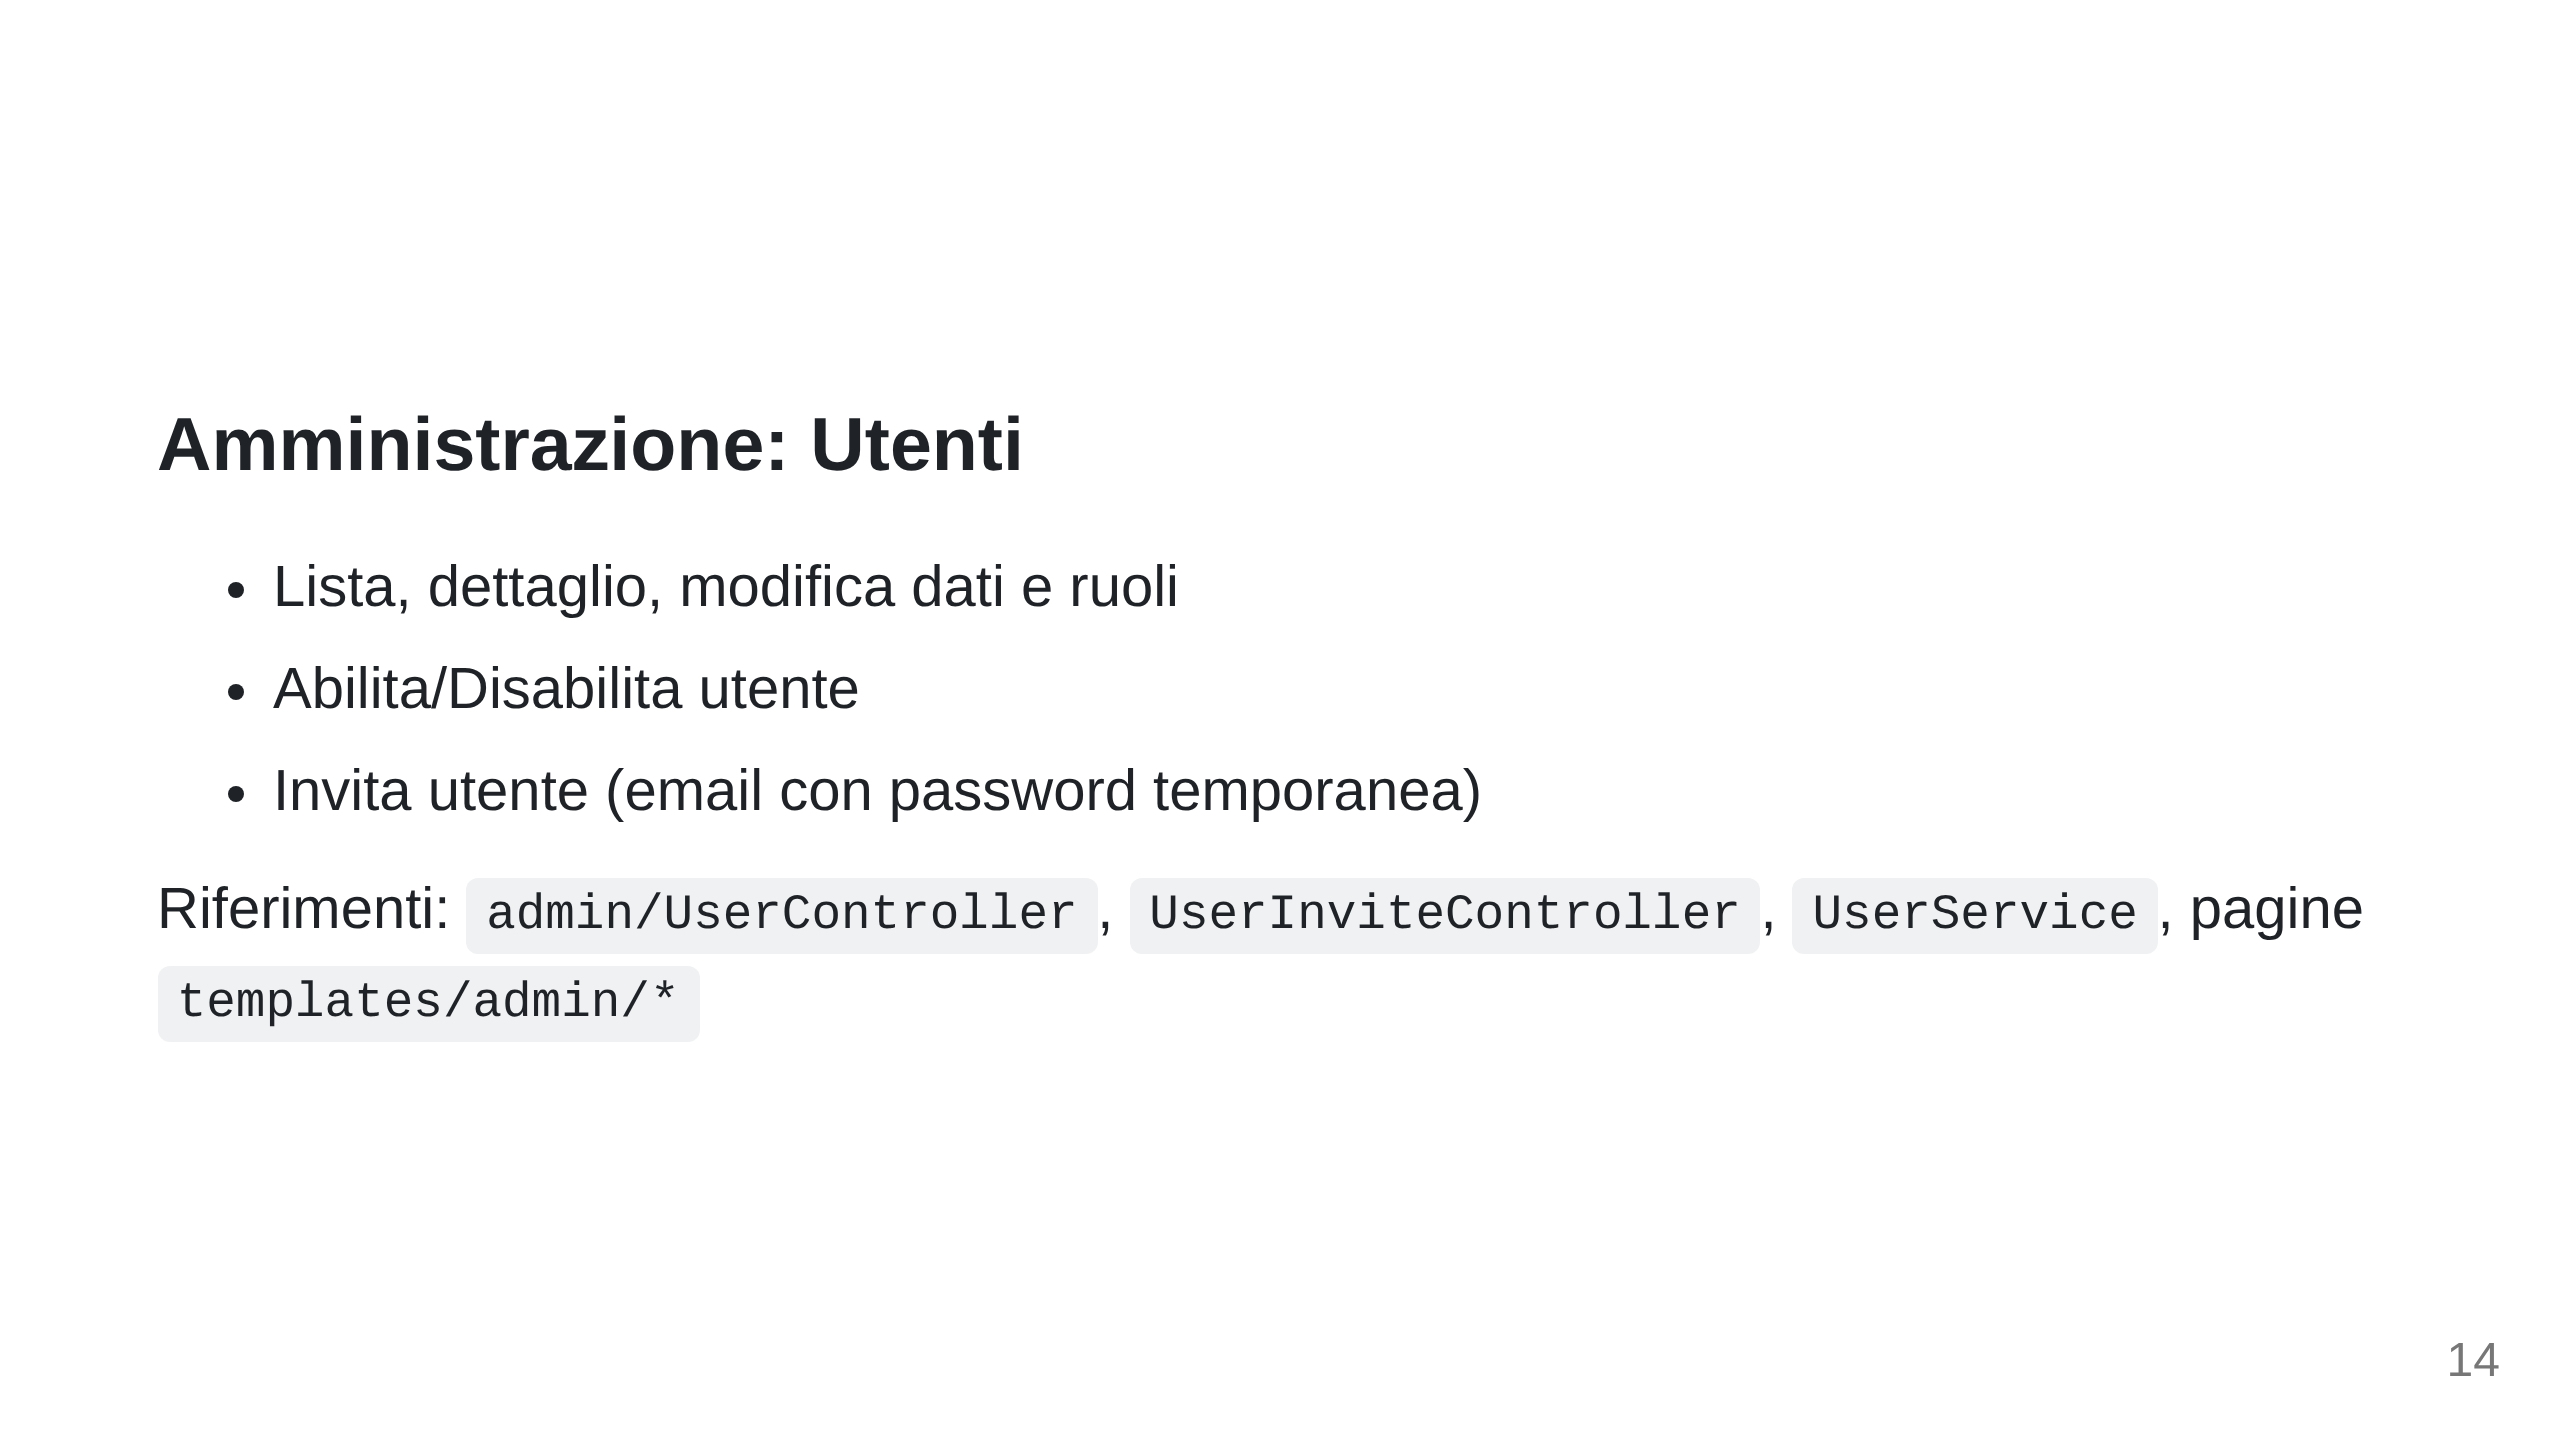 Amministrazione: Utenti
• Lista, dettaglio, modifica dati e ruoli
• Abilita/Disabilita utente
• Invita utente (email con password temporanea)
Riferimenti: admin/UserController, UserInviteController, UserService, pagine
templates/admin/*
14